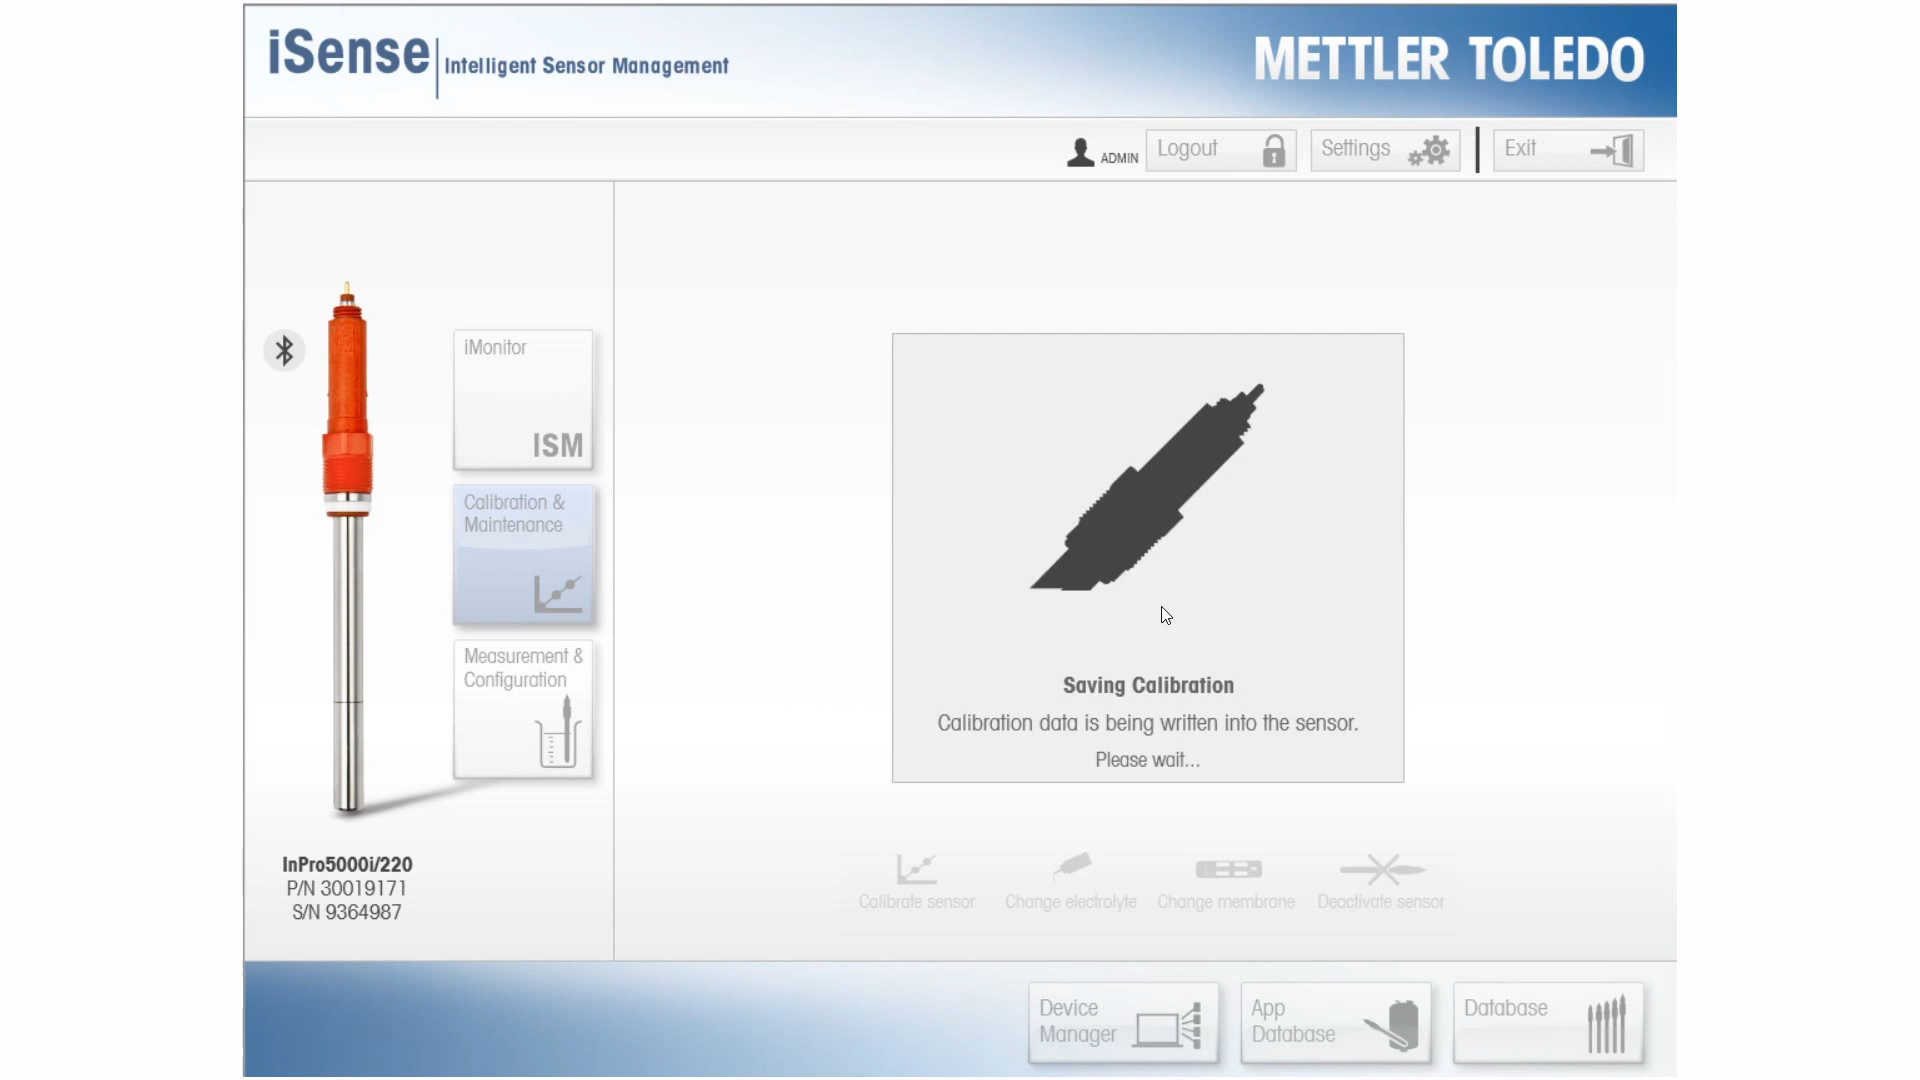 iSense
Intelligent Sensor Management
METTLER TOLEDO
ADMIN
Logout
Settings
Exit
iMonitor
ISM
Calibration &
Maintenance
Measurement &
Configuration
Saving Calibration
Calibration data is being written into the sensor.
Please wait...
InPro5000i/220
P/N 30019171
S/N 9364987
Calibrate sensor
Change electrolyte
Change membrane
Deactivate sensor
Device
Manager
App
Database
Database